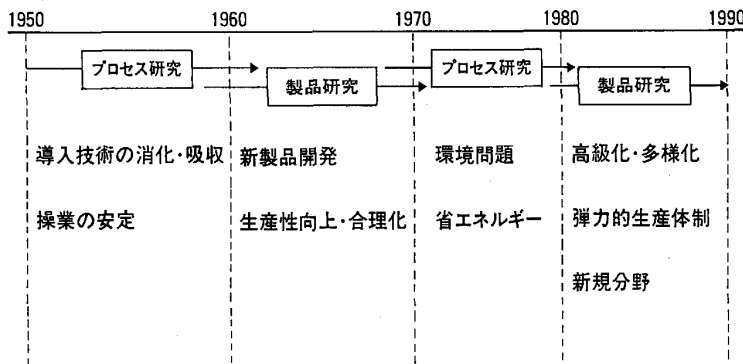 1950 1960 1970 1980 1990
プロセス研究 プロセス研究
製品研究 製品研究
導入技術の消化・吸収 新製品開発 環境問題 高級化・多様化
操業の安定 生産性向上・合理化 省エネルギー 弾力的生産体制
新規分野